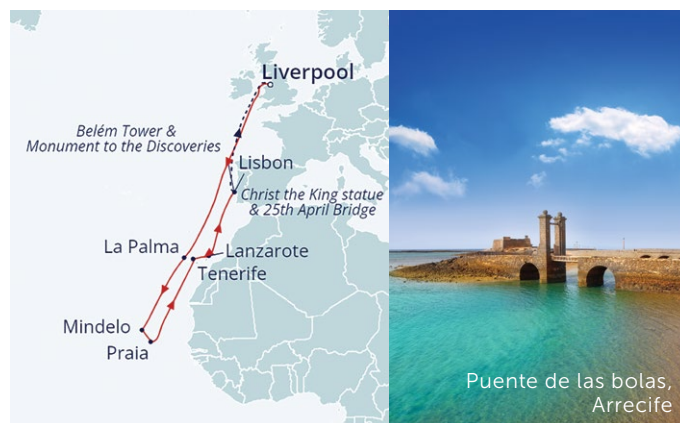 Liverpool
Belém Tower &
Monument to the Discoveries
Lisbon
Christ the King statue
& 25th April Bridge
La Palma
Lanzarote
Tenerife
Mindelo
Praia
Puente de las bolas,
Arrecife